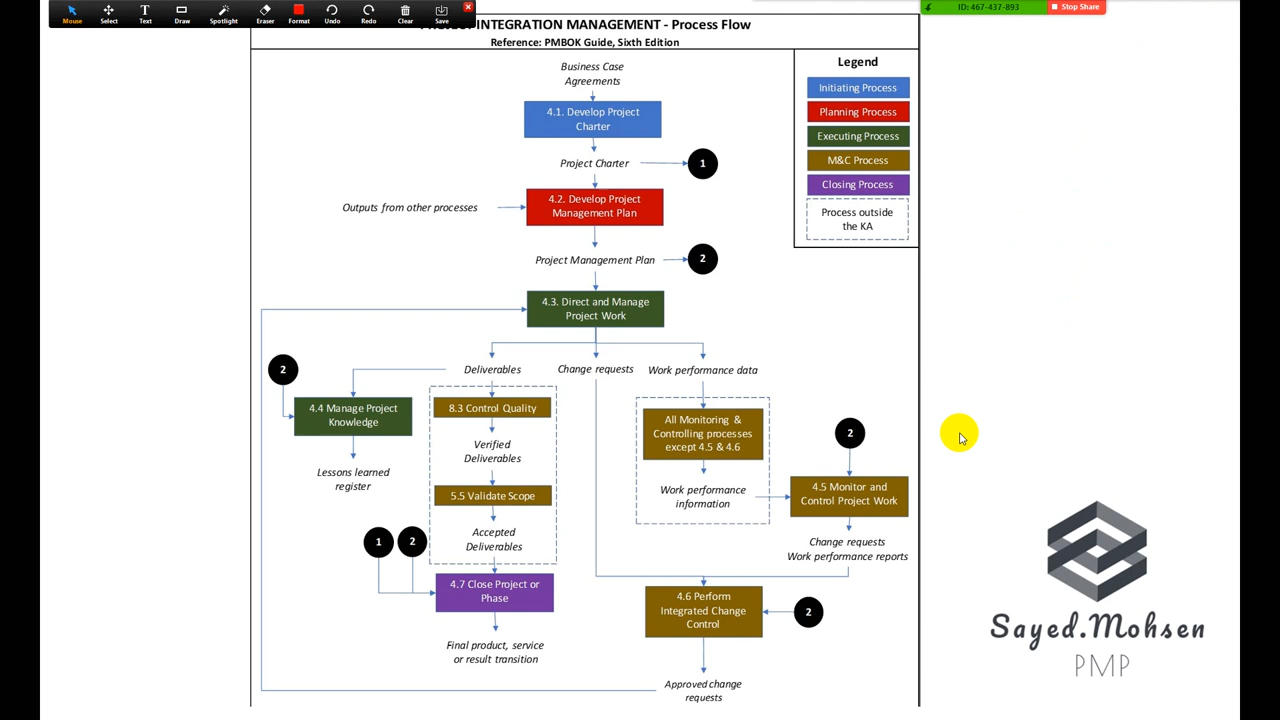 Mouse
Select
Text
Draw
Spotlight
Eraser
Format
Undo
Redo
Clear
Save
ID: 467-437-893
Stop Share
INTEGRATION MANAGEMENT - Process Flow
Reference: PMBOK Guide, Sixth Edition
Legend
Initiating Process
Planning Process
Executing Process
M&C Process
Closing Process
Process outside
the KA
Business Case
Agreements
4.1. Develop Project
Charter
Project Charter
1
Outputs from other processes
4.2. Develop Project
Management Plan
Project Management Plan
2
4.3. Direct and Manage
Project Work
2
Deliverables
Change requests
Work performance data
4.4 Manage Project
Knowledge
Lessons learned
register
8.3 Control Quality
Verified
Deliverables
5.5 Validate Scope
Accepted
Deliverables
All Monitoring &
Controlling processes
except 4.5 & 4.6
Work performance
information
2
4.5 Monitor and
Control Project Work
Change requests
Work performance reports
1
2
4.7 Close Project or
Phase
Final product, service
or result transition
4.6 Perform
Integrated Change
Control
2
Approved change
requests
Sayed.Mohsen
PMP